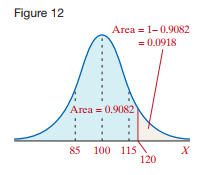 Figure 12
Area = 1– 0.9082
= 0.0918
Area = 0.9082
85 100 115
120
X